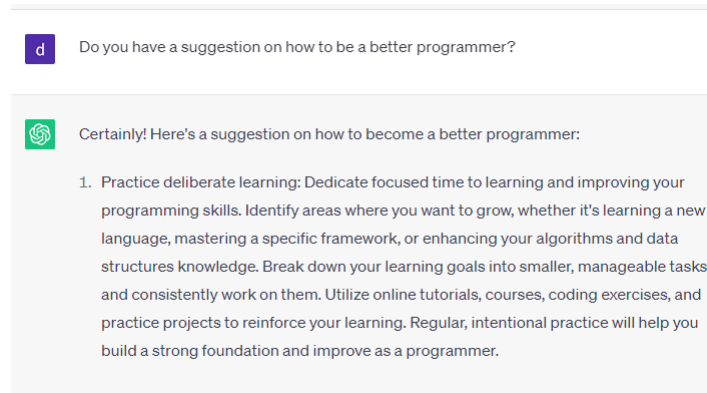 d
Do you have a suggestion on how to be a better programmer?
Certainly! Here's a suggestion on how to become a better programmer:
1. Practice deliberate learning: Dedicate focused time to learning and improving your
programming skills. Identify areas where you want to grow, whether it's learning a new
language, mastering a specific framework, or enhancing your algorithms and data
structures knowledge. Break down your learning goals into smaller, manageable tasks
and consistently work on them. Utilize online tutorials, courses, coding exercises, and
practice projects to reinforce your learning. Regular, intentional practice will help you
build a strong foundation and improve as a programmer.